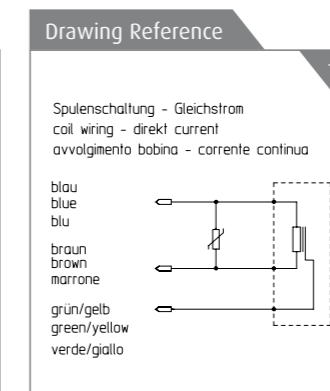 Drawing Reference
Spulenschaltung - Gleichstrom
coil wiring - direkt current
avvolgimento bobina - corrente continua
blau
blue
blu
braun
brown
marrone
grün/gelb
green/yellow
verde/giallo